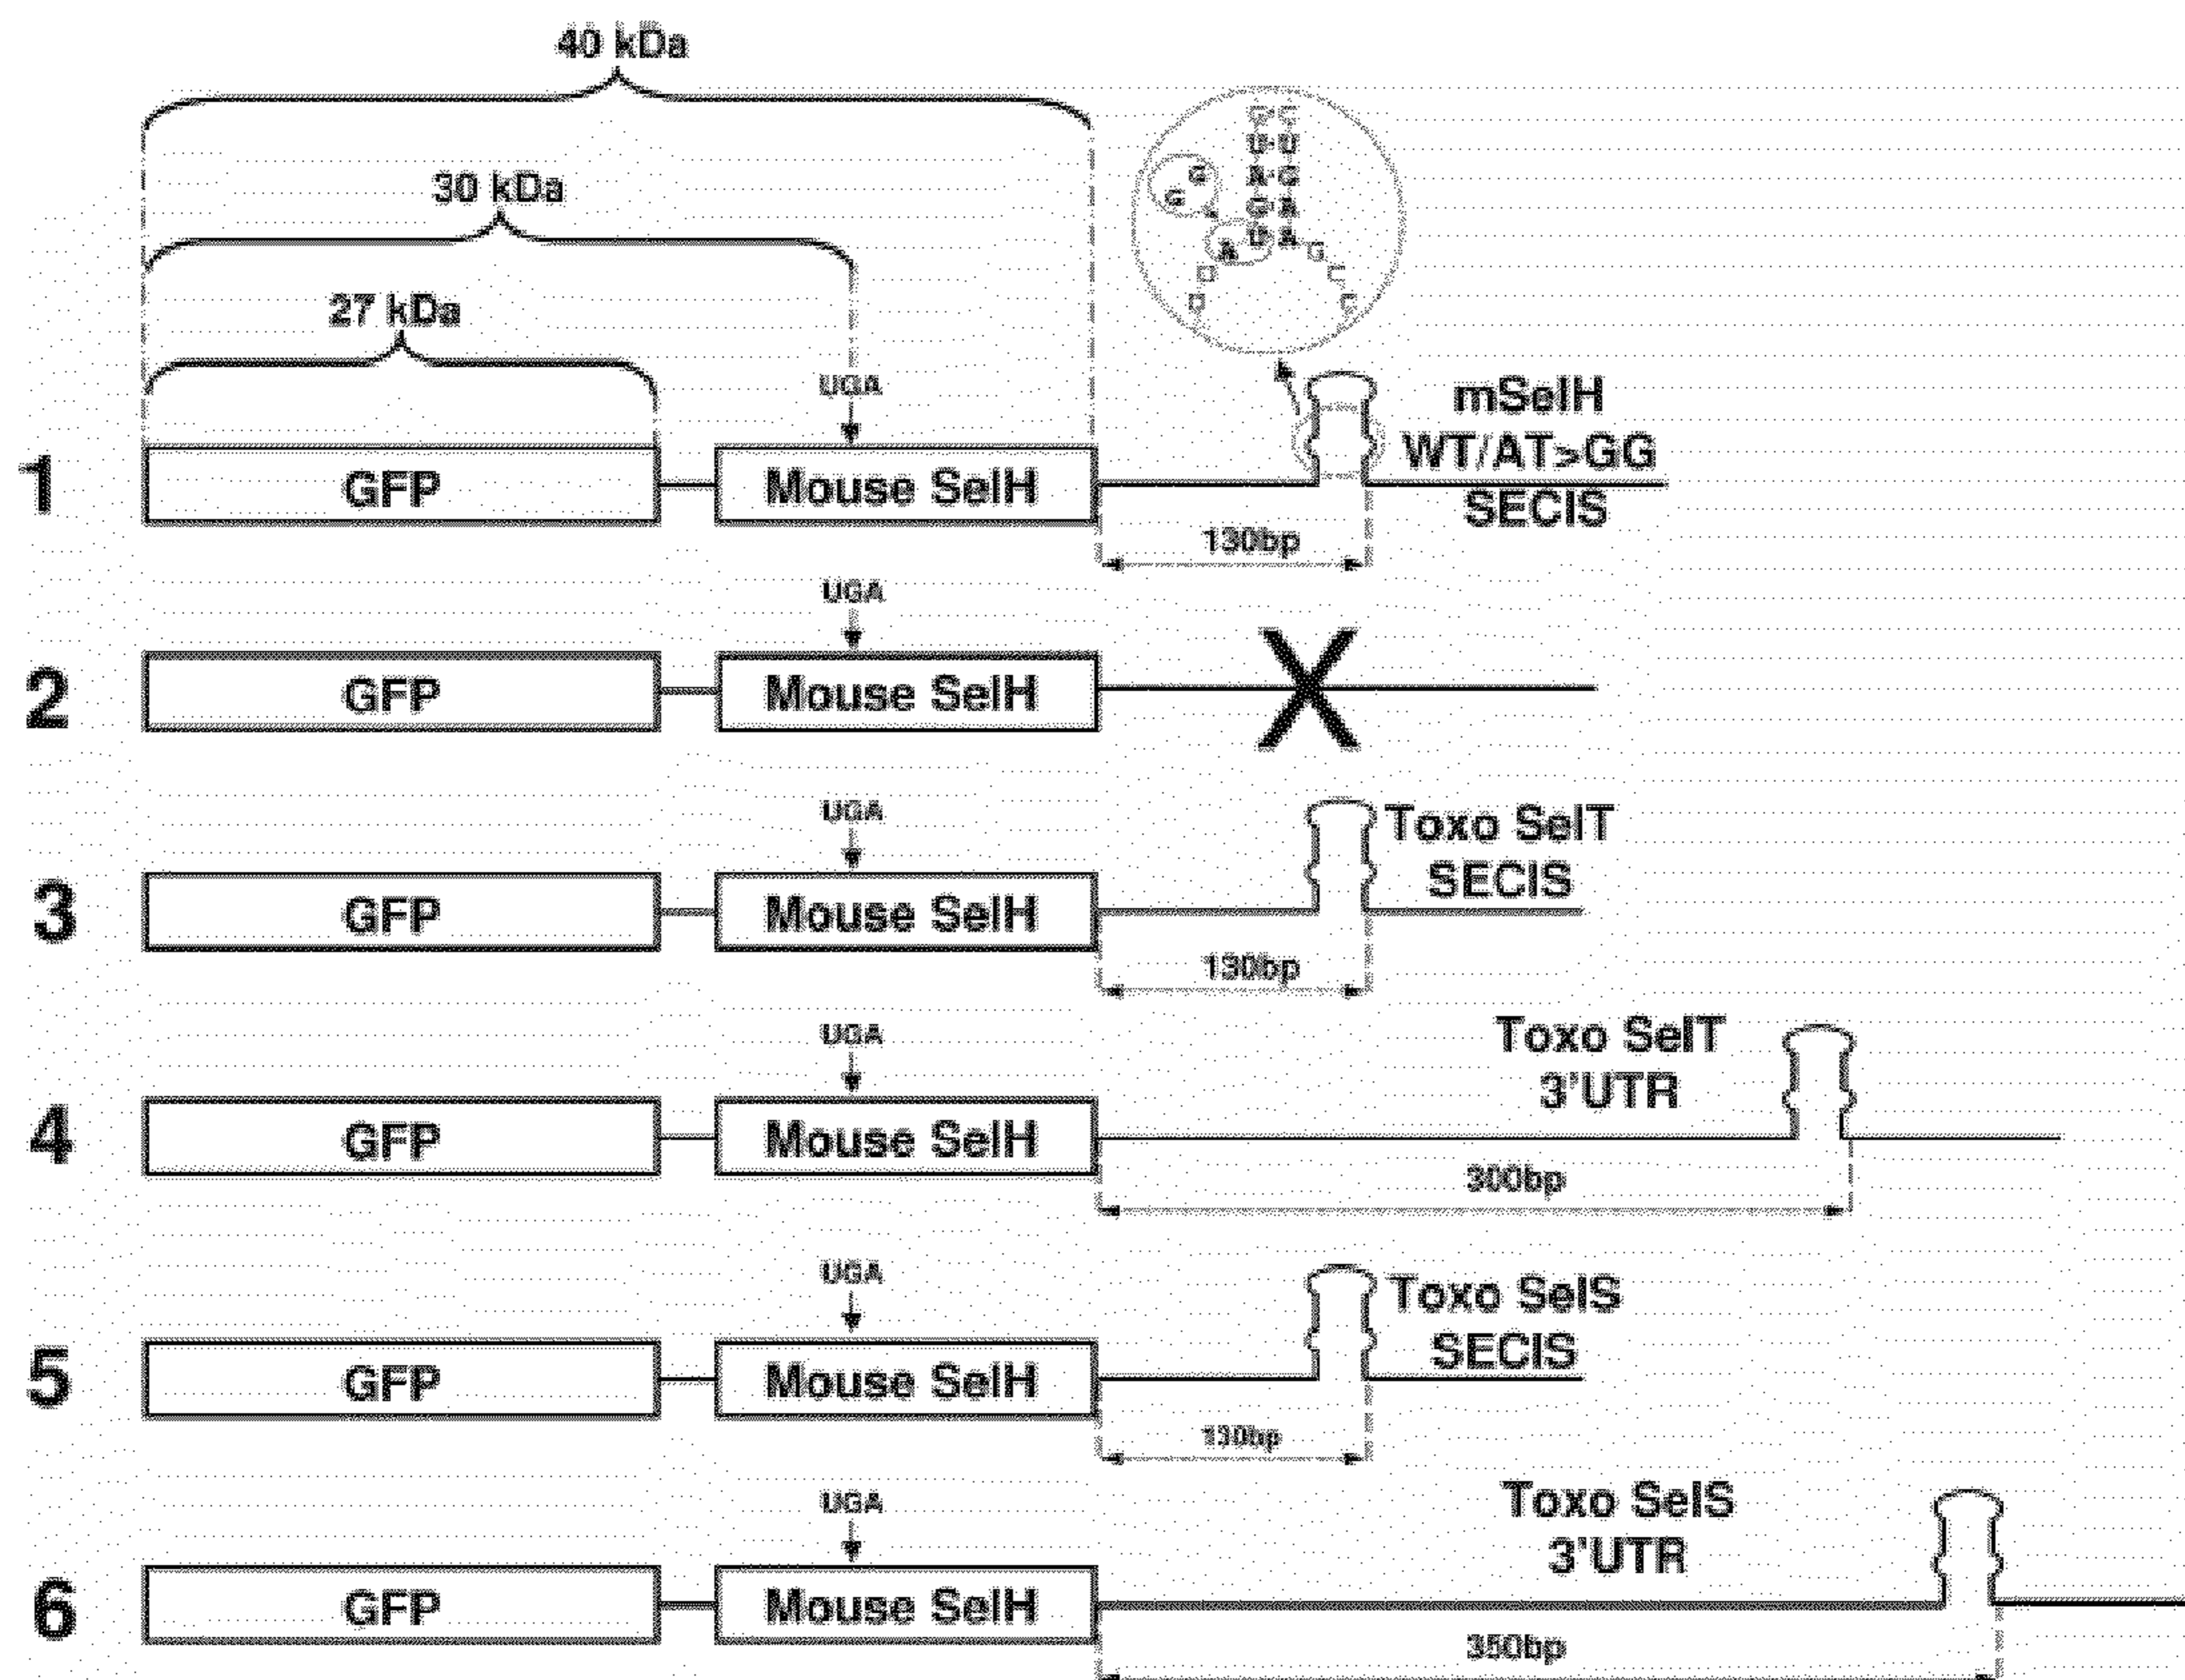 40 kDa
30 kDa
27 kDa
C C
U U
G A G
G G A
A U A G
U C
U C
UGA
1 GFP Mouse SelH
mSelH
WT/AT>GG
SECIS
130bp
UGA
2 GFP Mouse SelH X
UGA
3 GFP Mouse SelH
Toxo SelT
SECIS
130bp
UGA
4 GFP Mouse SelH
Toxo SelT
3'UTR
300bp
UGA
5 GFP Mouse SelH
Toxo SelS
SECIS
130bp
UGA
6 GFP Mouse SelH
Toxo SelS
3'UTR
350bp